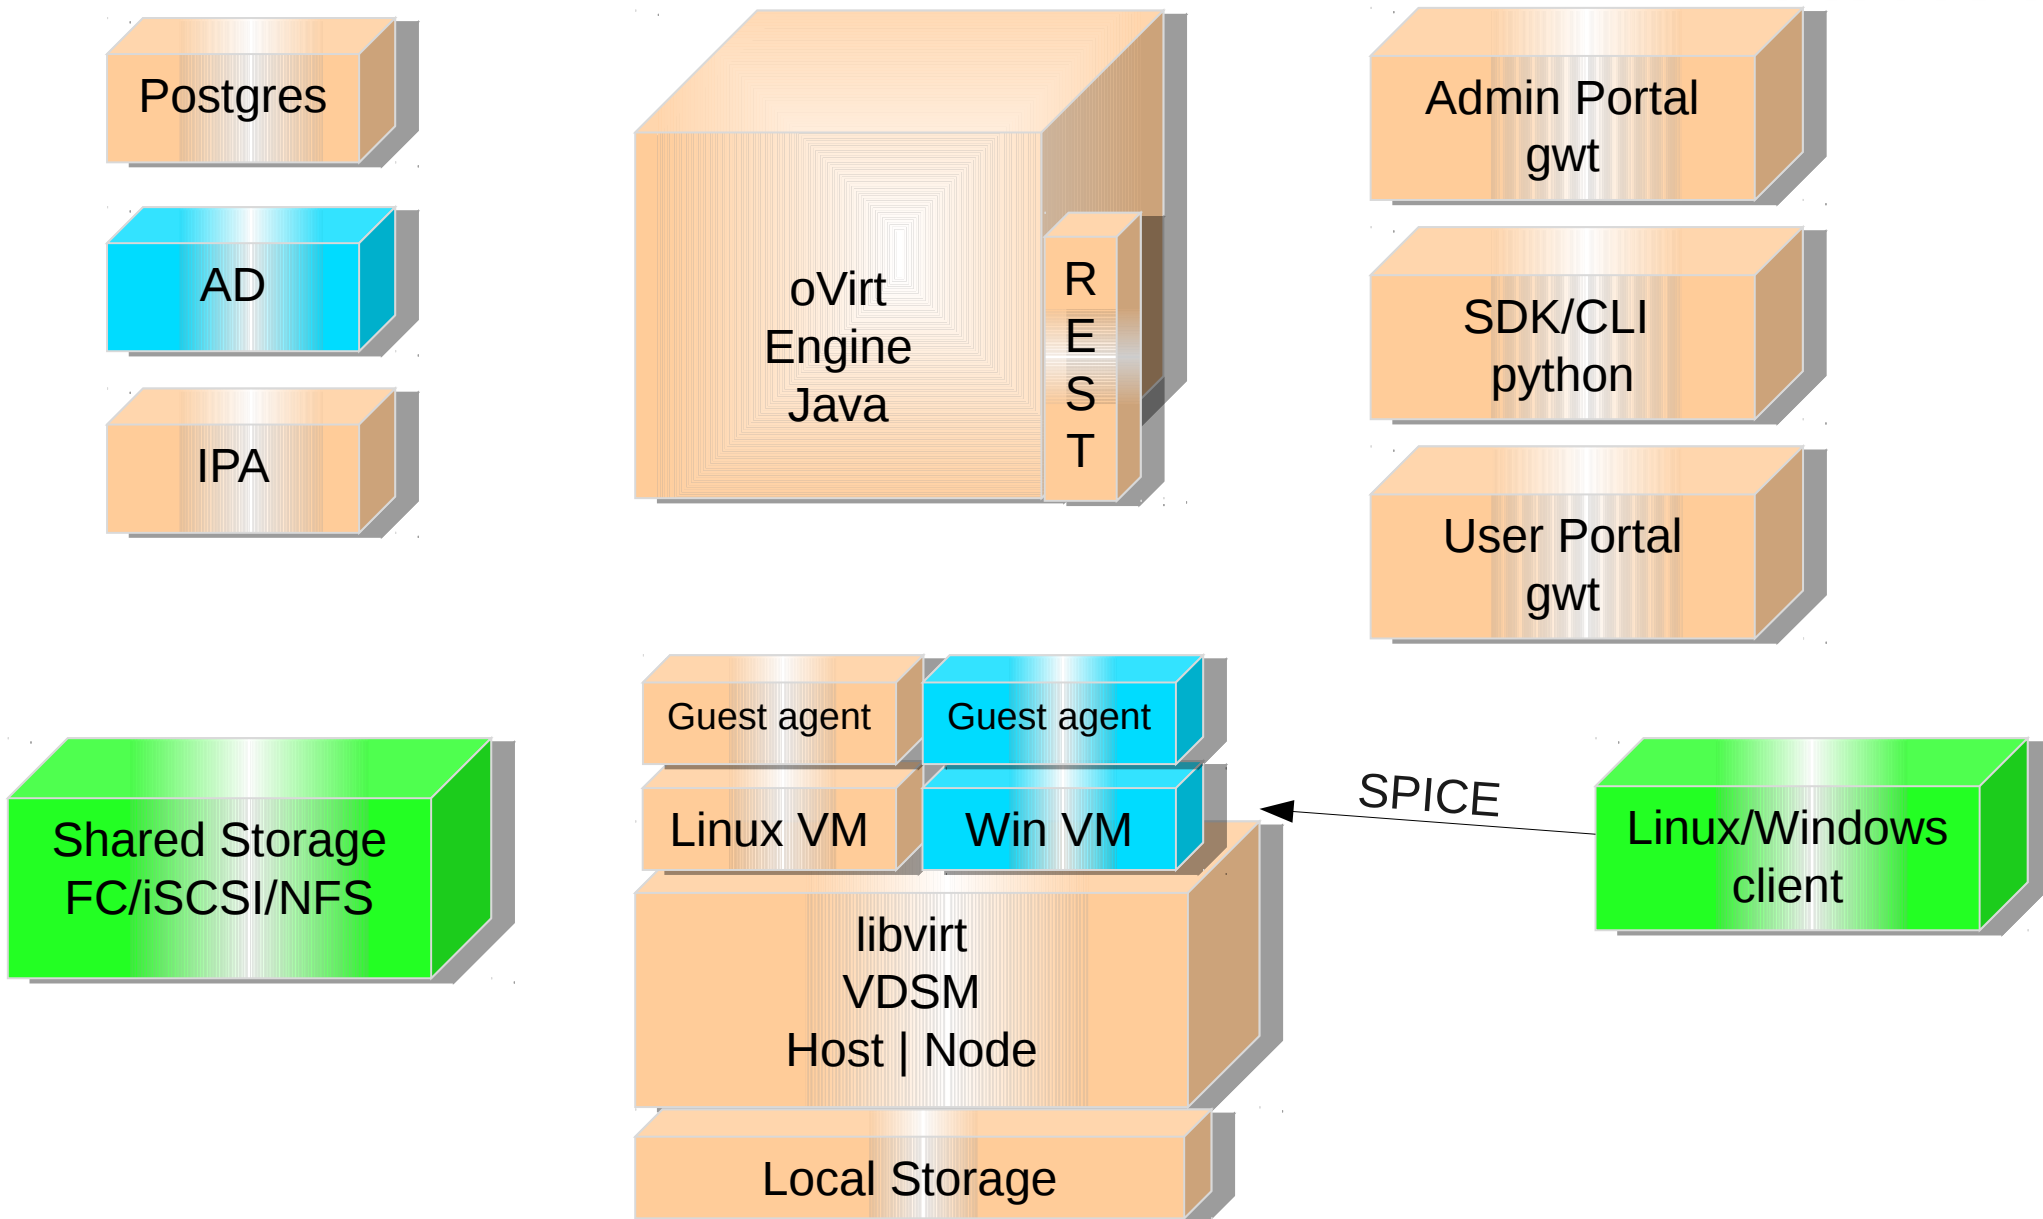 Postgres
AD
IPA
oVirt
Engine
Java
R
E
S
T
Admin Portal
gwt
SDK/CLI
python
User Portal
gwt
Shared Storage
FC/iSCSI/NFS
Guest agent
Guest agent
Linux VM
Win VM
libvirt
VDSM
Host | Node
Local Storage
SPICE
Linux/Windows
client